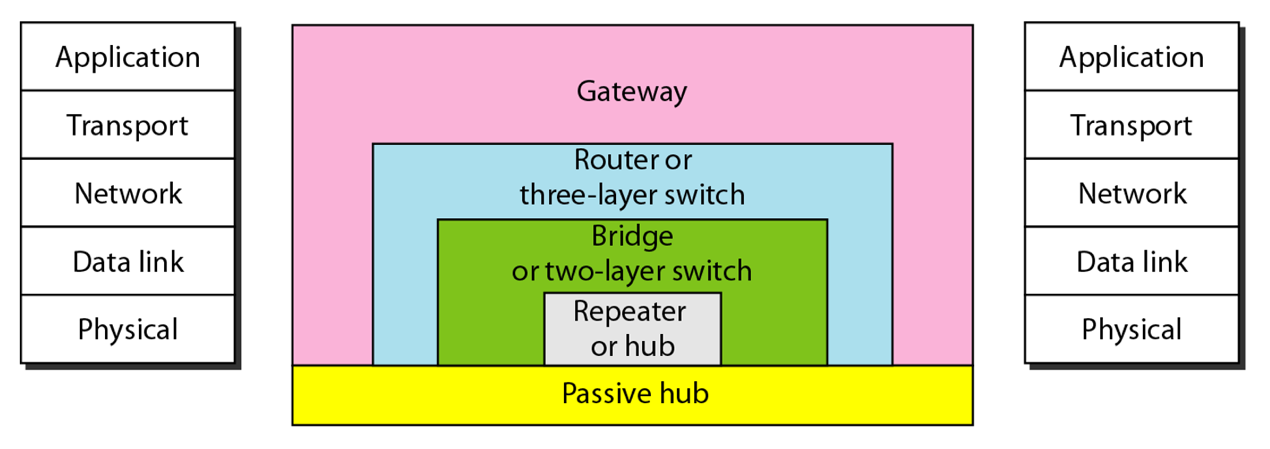 Application
Transport
Network
Data link
Physical
Gateway
Router or
three-layer switch
Bridge
or two-layer switch
Repeater
or hub
Passive hub
Application
Transport
Network
Data link
Physical